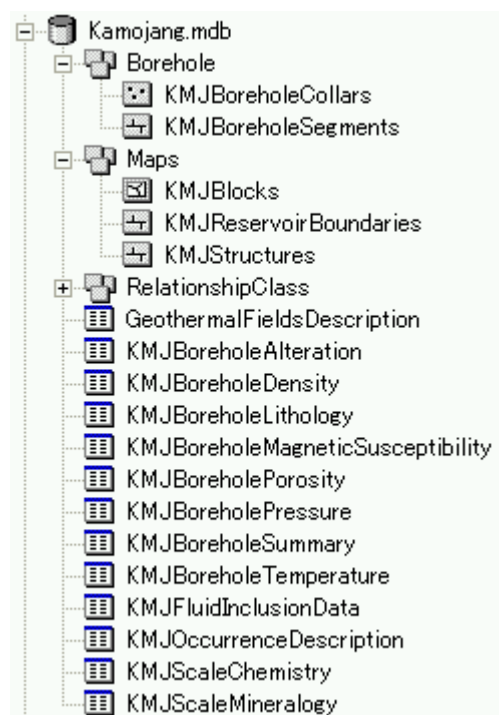 Kamojang.mdb
Borehole
KMJBoreholeCollars
KMJBoreholeSegments
Maps
KMJBlocks
KMJReservoirBoundaries
KMJStructures
RelationshipClass
GeothermalFieldsDescription
KMJBoreholeAlteration
KMJBoreholeDensity
KMJBoreholeLithology
KMJBoreholeMagneticSusceptibility
KMJBoreholePorosity
KMJBoreholePressure
KMJBoreholeSummary
KMJBoreholeTemperature
KMJFluidInclusionData
KMJOccurrenceDescription
KMJScaleChemistry
KMJScaleMineralogy